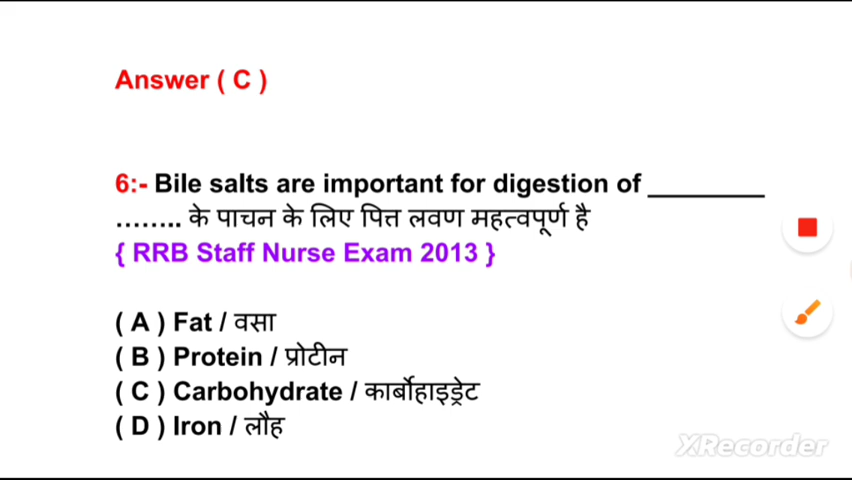 Answer ( C )
6:- Bile salts are important for digestion of _________
…….. के पाचन के लिए पित्त लवण महत्वपूर्ण है
{ RRB Staff Nurse Exam 2013 }
( A ) Fat / वसा
( B ) Protein / प्रोटीन
( C ) Carbohydrate / कार्बोहाइड्रेट
( D ) Iron / लौह
XRecorder